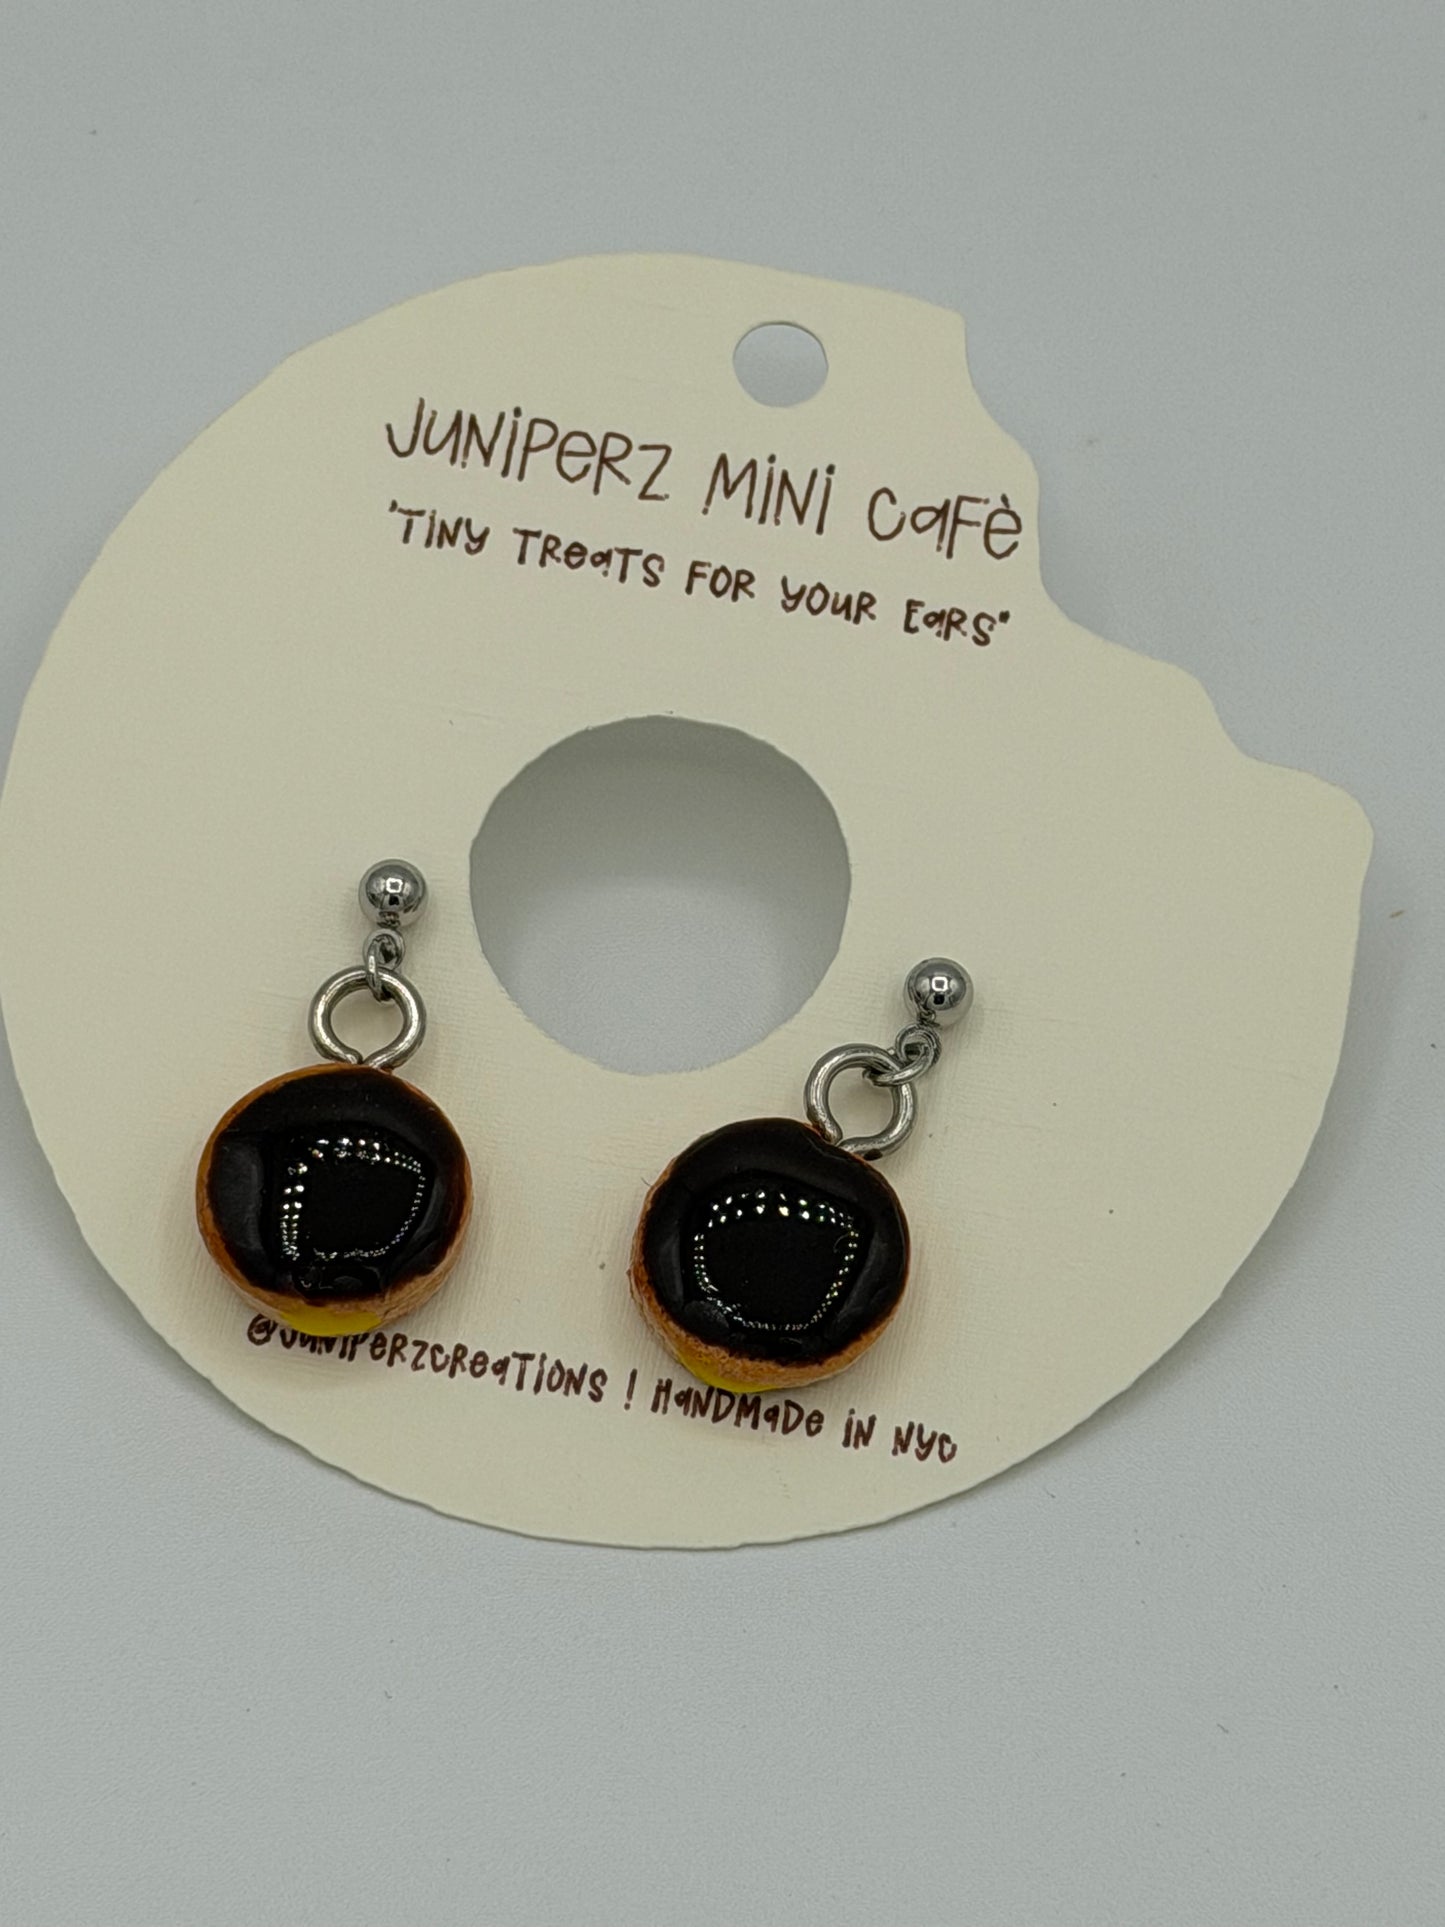 JUNiPeRZ MiNi CaFè
'TiNy TReaTS FOR yOUR EaRS"
@JUNiPeRZCReaTiONS ! HaNDMaDe iN NyC